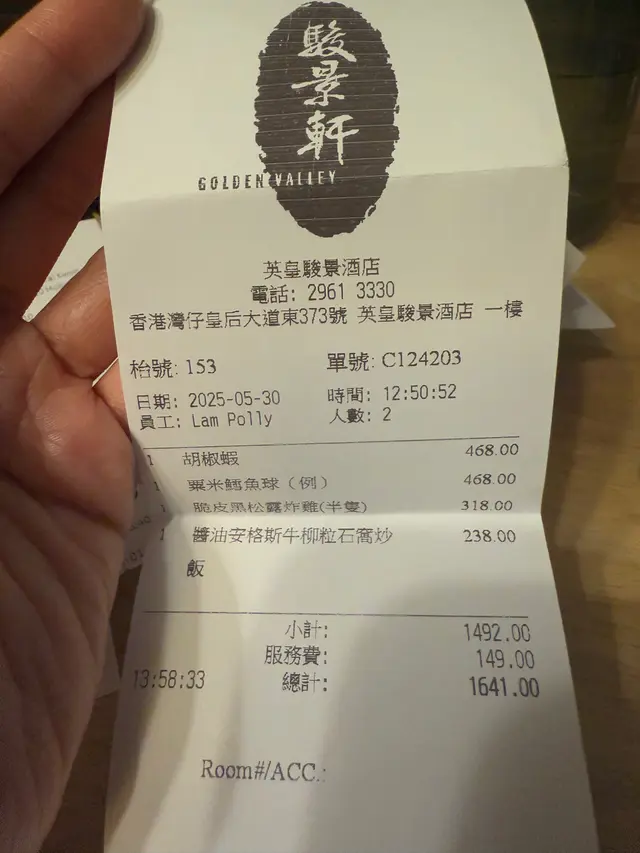 駿景軒
GOLDEN VALLEY
英皇駿景酒店
電話: 2961 3330
香港灣仔皇后大道東373號 英皇駿景酒店 一樓
枱號: 153 單號: C124203
日期: 2025-05-30 時間: 12:50:52
員工: Lam Polly 人數: 2
1 胡椒蝦 468.00
1 粟米鱈魚球（例） 468.00
1 脆皮黑松露炸雞(半隻) 318.00
1 醬油安格斯牛柳粒石窩炒 238.00
飯
小計: 1492.00
服務費: 149.00
13:58:33 總計: 1641.00
Room#/ACC.: